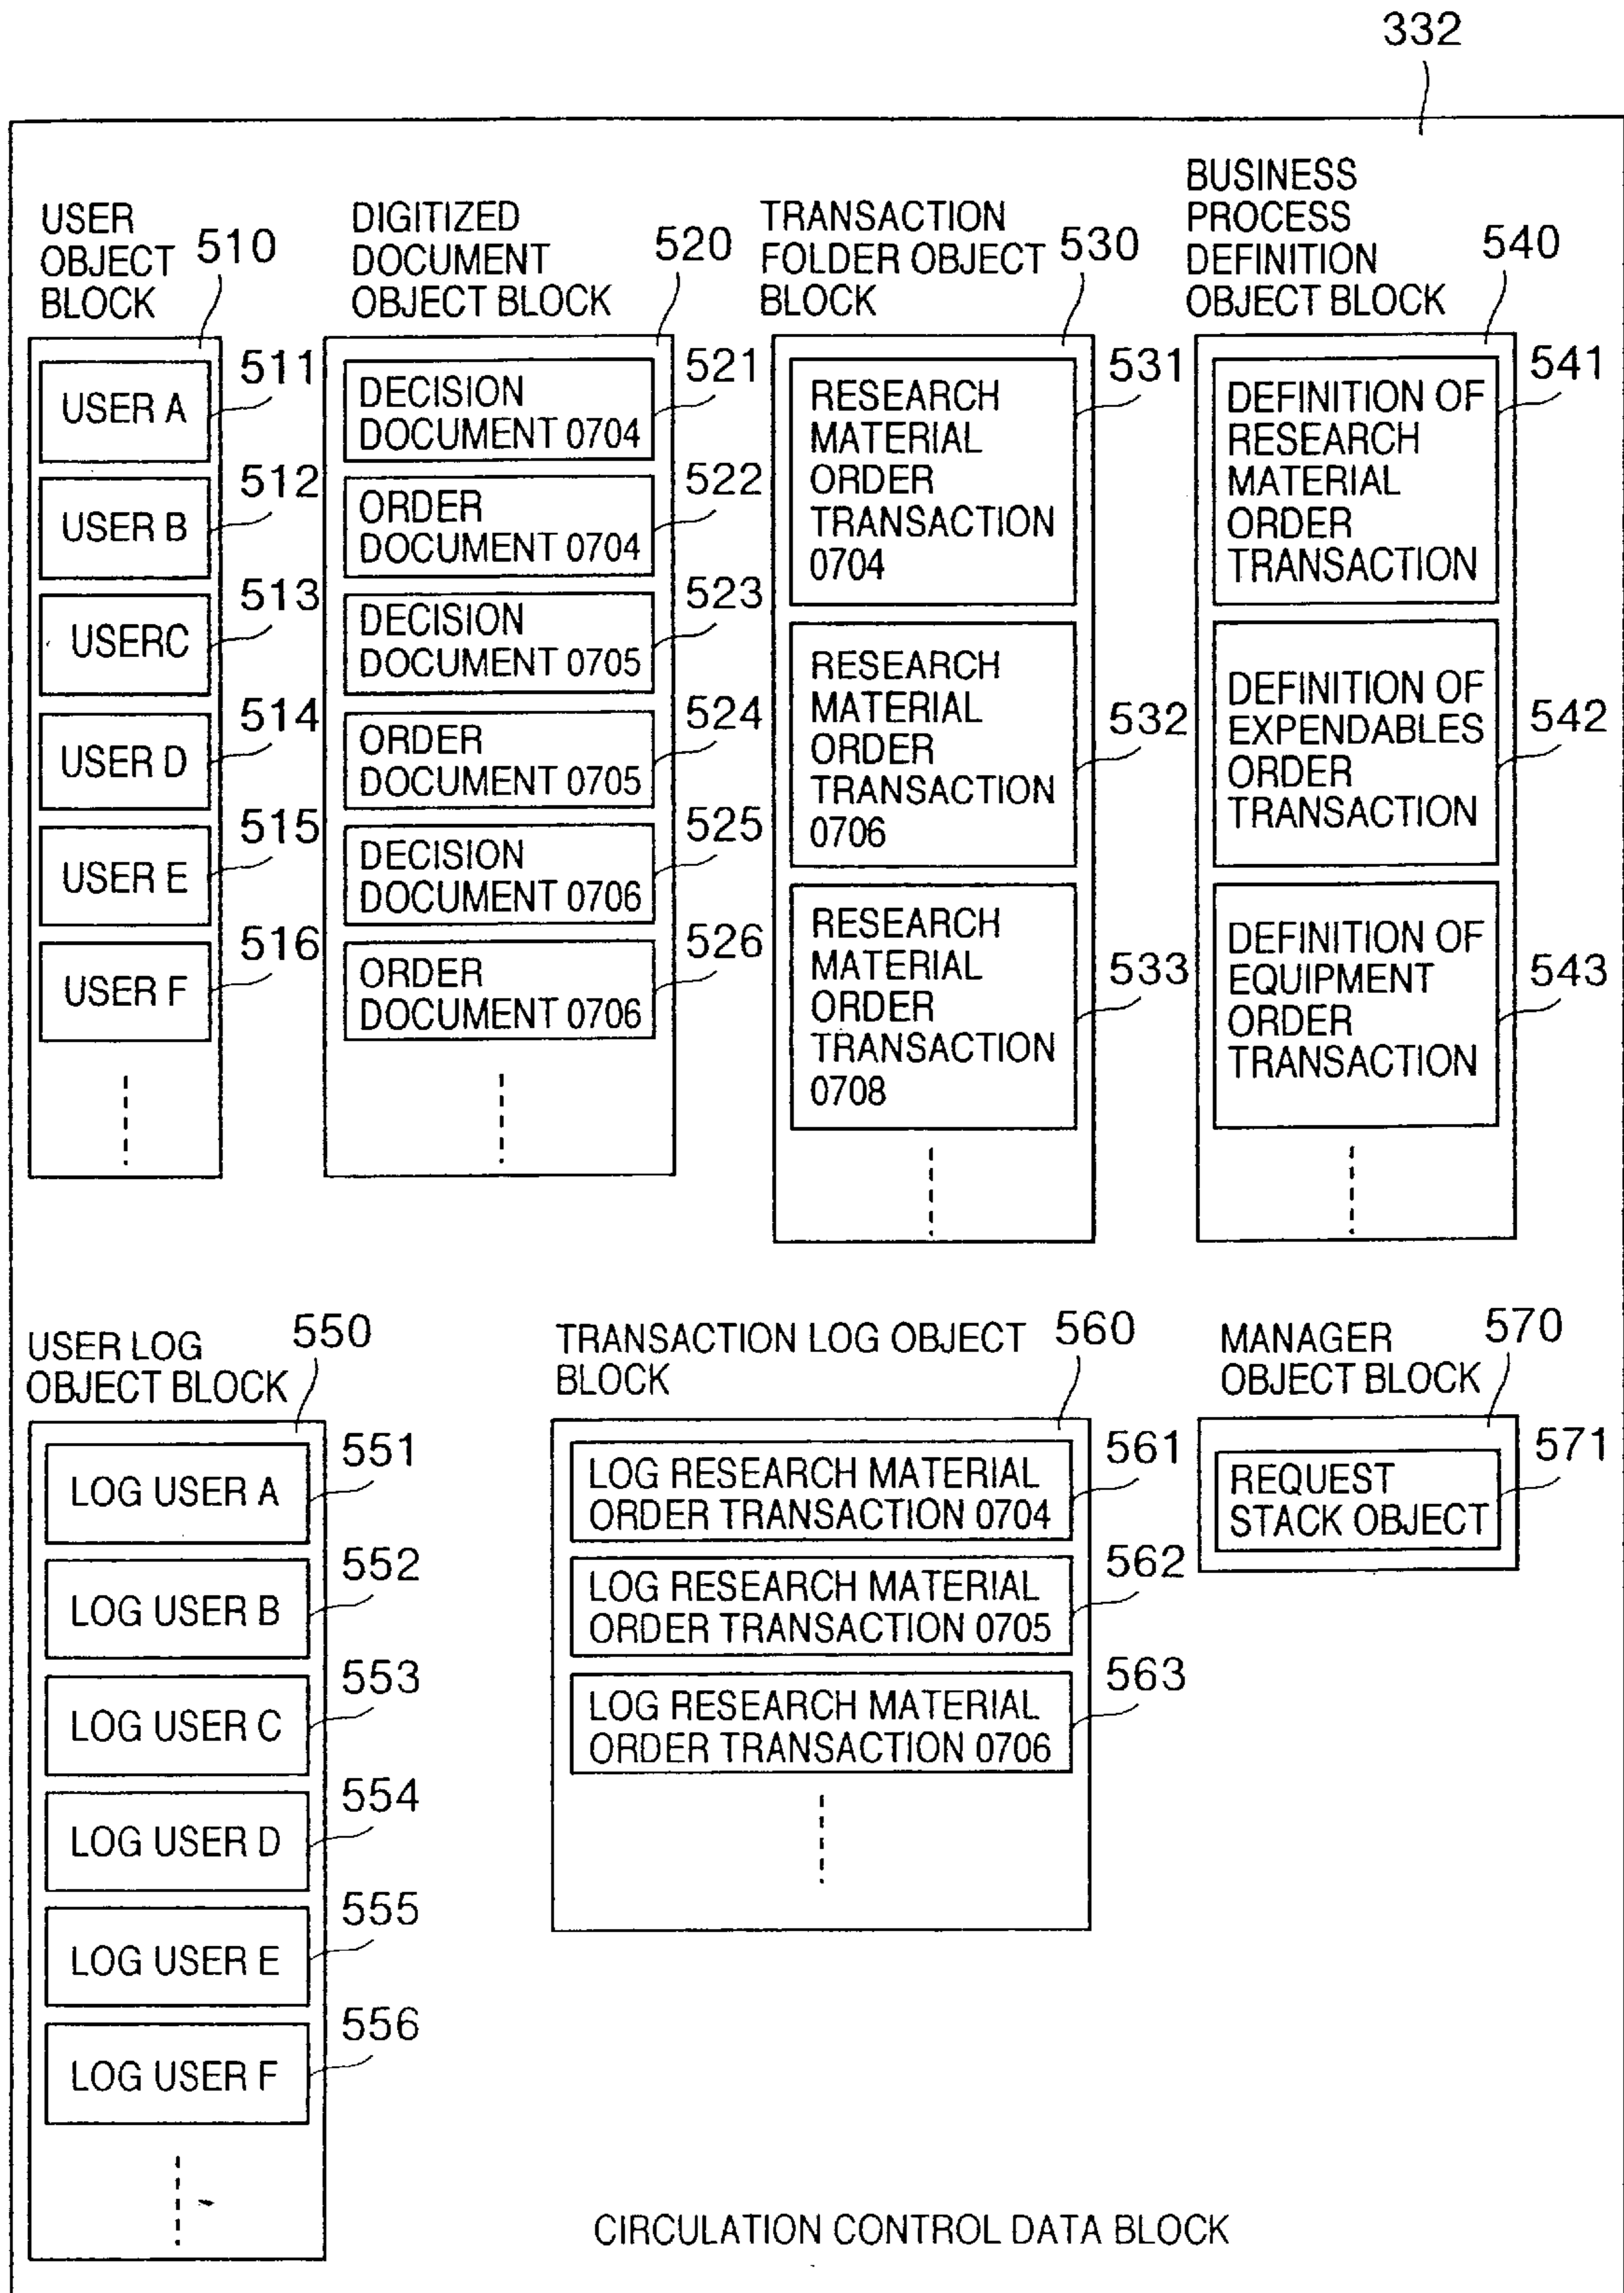 332
USER
OBJECT
BLOCK
510
USER A
511
USER B
512
USERC
513
USER D
514
USER E
515
USER F
516
DIGITIZED
DOCUMENT
OBJECT BLOCK
520
DECISION
DOCUMENT 0704
521
ORDER
DOCUMENT 0704
522
DECISION
DOCUMENT 0705
523
ORDER
DOCUMENT 0705
524
DECISION
DOCUMENT 0706
525
ORDER
DOCUMENT 0706
526
TRANSACTION
FOLDER OBJECT
BLOCK
530
RESEARCH
MATERIAL
ORDER
TRANSACTION
0704
531
RESEARCH
MATERIAL
ORDER
TRANSACTION
0706
532
RESEARCH
MATERIAL
ORDER
TRANSACTION
0708
533
BUSINESS
PROCESS
DEFINITION
OBJECT BLOCK
540
DEFINITION OF
RESEARCH
MATERIAL
ORDER
TRANSACTION
541
DEFINITION OF
EXPENDABLES
ORDER
TRANSACTION
542
DEFINITION OF
EQUIPMENT
ORDER
TRANSACTION
543
USER LOG
OBJECT BLOCK
550
LOG USER A
551
LOG USER B
552
LOG USER C
553
LOG USER D
554
LOG USER E
555
LOG USER F
556
TRANSACTION LOG OBJECT
BLOCK
560
LOG RESEARCH MATERIAL
ORDER TRANSACTION 0704
561
LOG RESEARCH MATERIAL
ORDER TRANSACTION 0705
562
LOG RESEARCH MATERIAL
ORDER TRANSACTION 0706
563
MANAGER
OBJECT BLOCK
570
REQUEST
STACK OBJECT
571
CIRCULATION CONTROL DATA BLOCK